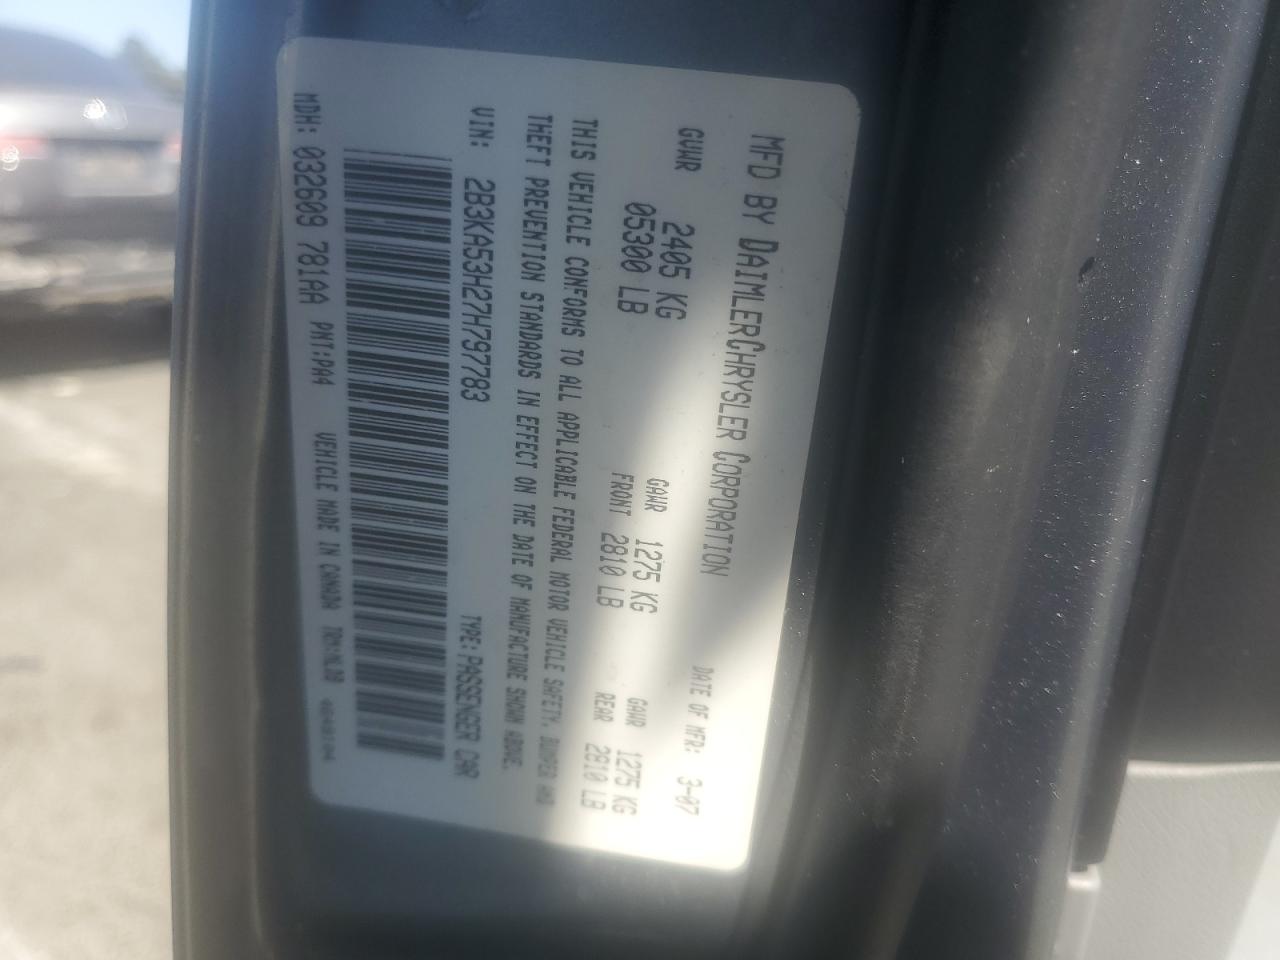 MFD BY DAIMLERCHRYSLER CORPORATION DATE OF MFR: 3-07
GVWR 2405 KG GAWR 1275 KG GAWR 1275 KG
05300 LB FRONT 2810 LB REAR 2810 LB
THIS VEHICLE CONFORMS TO ALL APPLICABLE FEDERAL MOTOR VEHICLE SAFETY, BUMPER AND
THEFT PREVENTION STANDARDS IN EFFECT ON THE DATE OF MANUFACTURE SHOWN ABOVE.
VIN: 2B3KA53H27H797783 TYPE: PASSENGER CAR
MDH: 032609 781AA PNT: PA4 VEHICLE MADE IN CANADA